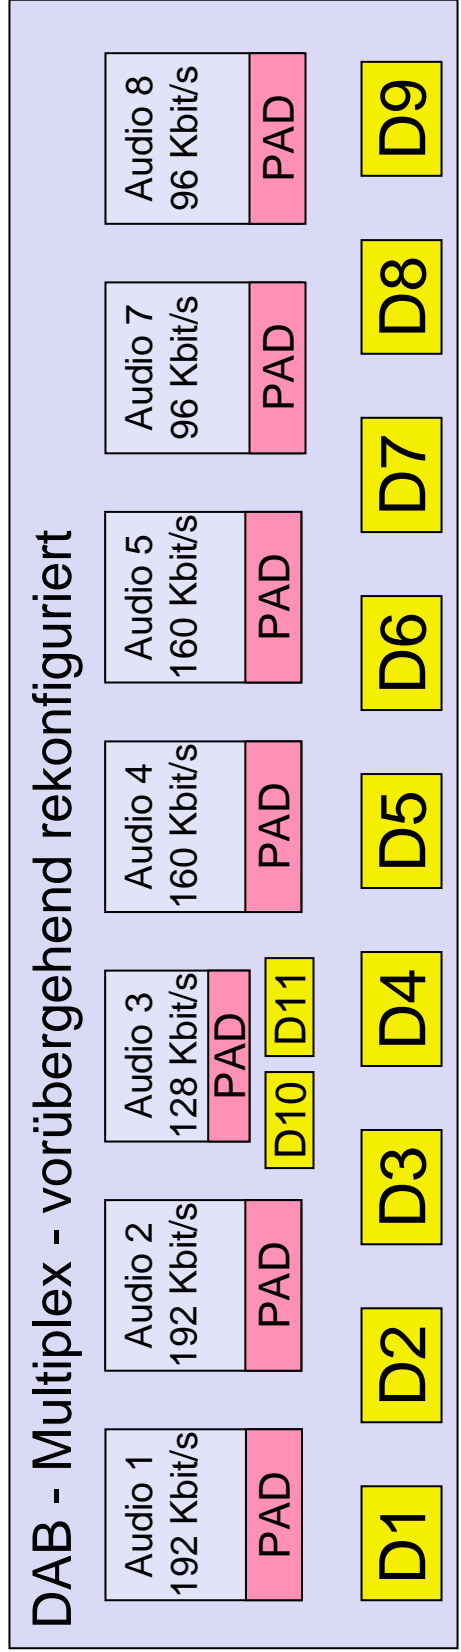 DAB - Multiplex - vorübergehend rekonfiguriert
Audio 1
192 Kbit/s
PAD
Audio 2
192 Kbit/s
PAD
Audio 3
128 Kbit/s
PAD
D10
D11
Audio 4
160 Kbit/s
PAD
Audio 5
160 Kbit/s
PAD
Audio 7
96 Kbit/s
PAD
Audio 8
96 Kbit/s
PAD
D1
D2
D3
D4
D5
D6
D7
D8
D9